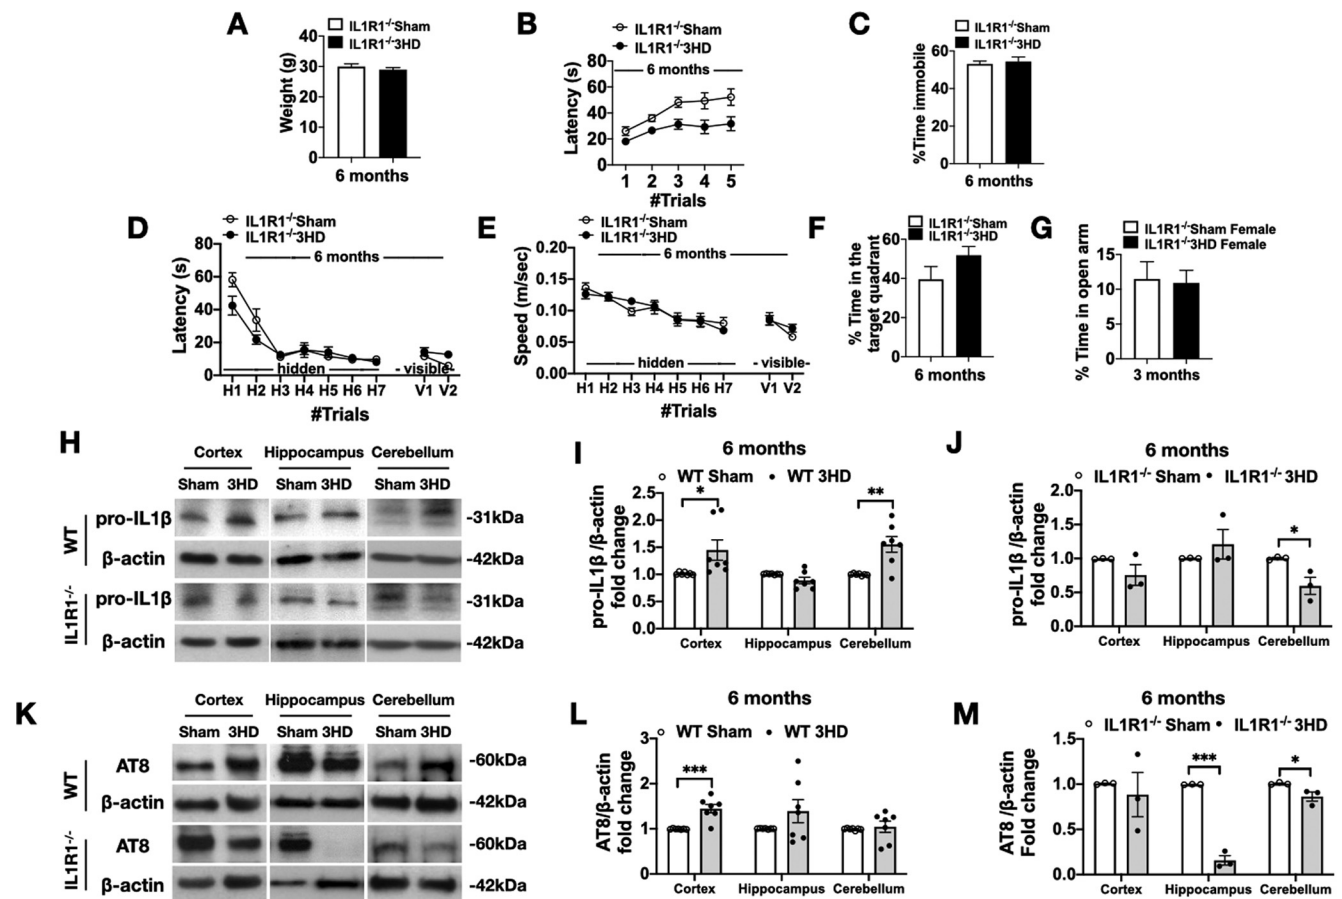 A
IL1R1-/-Sham
IL1R1-/-3HD
Weight (g)
40
30
20
10
0
6 months
B
IL1R1-/-Sham
IL1R1-/-3HD
6 months
Latency (s)
80
60
40
20
0
1 2 3 4 5
#Trials
C
IL1R1-/-Sham
IL1R1-/-3HD
%Time immobile
60
40
20
0
6 months
D
IL1R1-/-Sham
IL1R1-/-3HD
6 months
Latency (s)
80
60
40
20
0
hidden
- visible-
H1 H2 H3 H4 H5 H6 H7 V1 V2
#Trials
E
IL1R1-/-Sham
IL1R1-/-3HD
6 months
Speed (m/sec)
0.20
0.15
0.10
0.05
0.00
hidden
- visible-
H1 H2 H3 H4 H5 H6 H7 V1 V2
#Trials
F
IL1R1-/-Sham
IL1R1-/-3HD
% Time in the
target quadrant
60
40
20
0
6 months
G
IL1R1-/-Sham Female
IL1R1-/-3HD Female
% Time in open arm
15
10
5
0
3 months
H
Cortex Hippocampus Cerebellum
Sham 3HD Sham 3HD Sham 3HD
WT
pro-IL1β -31kDa
β-actin -42kDa
IL1R1-/-
pro-IL1β -31kDa
β-actin -42kDa
I
6 months
WT Sham WT 3HD
pro-IL1β /β-actin
fold change
2.5
2.0
1.5
1.0
0.5
0.0
*
**
Cortex Hippocampus Cerebellum
J
6 months
IL1R1-/- Sham IL1R1-/- 3HD
pro-IL1β /β-actin
fold change
2.0
1.5
1.0
0.5
0.0
*
Cortex Hippocampus Cerebellum
K
Cortex Hippocampus Cerebellum
Sham 3HD Sham 3HD Sham 3HD
WT
AT8 -60kDa
β-actin -42kDa
IL1R1-/-
AT8 -60kDa
β-actin -42kDa
L
6 months
WT Sham WT 3HD
AT8/β-actin
fold change
3
2
1
0
***
Cortex Hippocampus Cerebellum
M
6 months
IL1R1-/- Sham IL1R1-/- 3HD
AT8 /β-actin
Fold change
1.5
1.0
0.5
0.0
***
*
Cortex Hippocampus Cerebellum